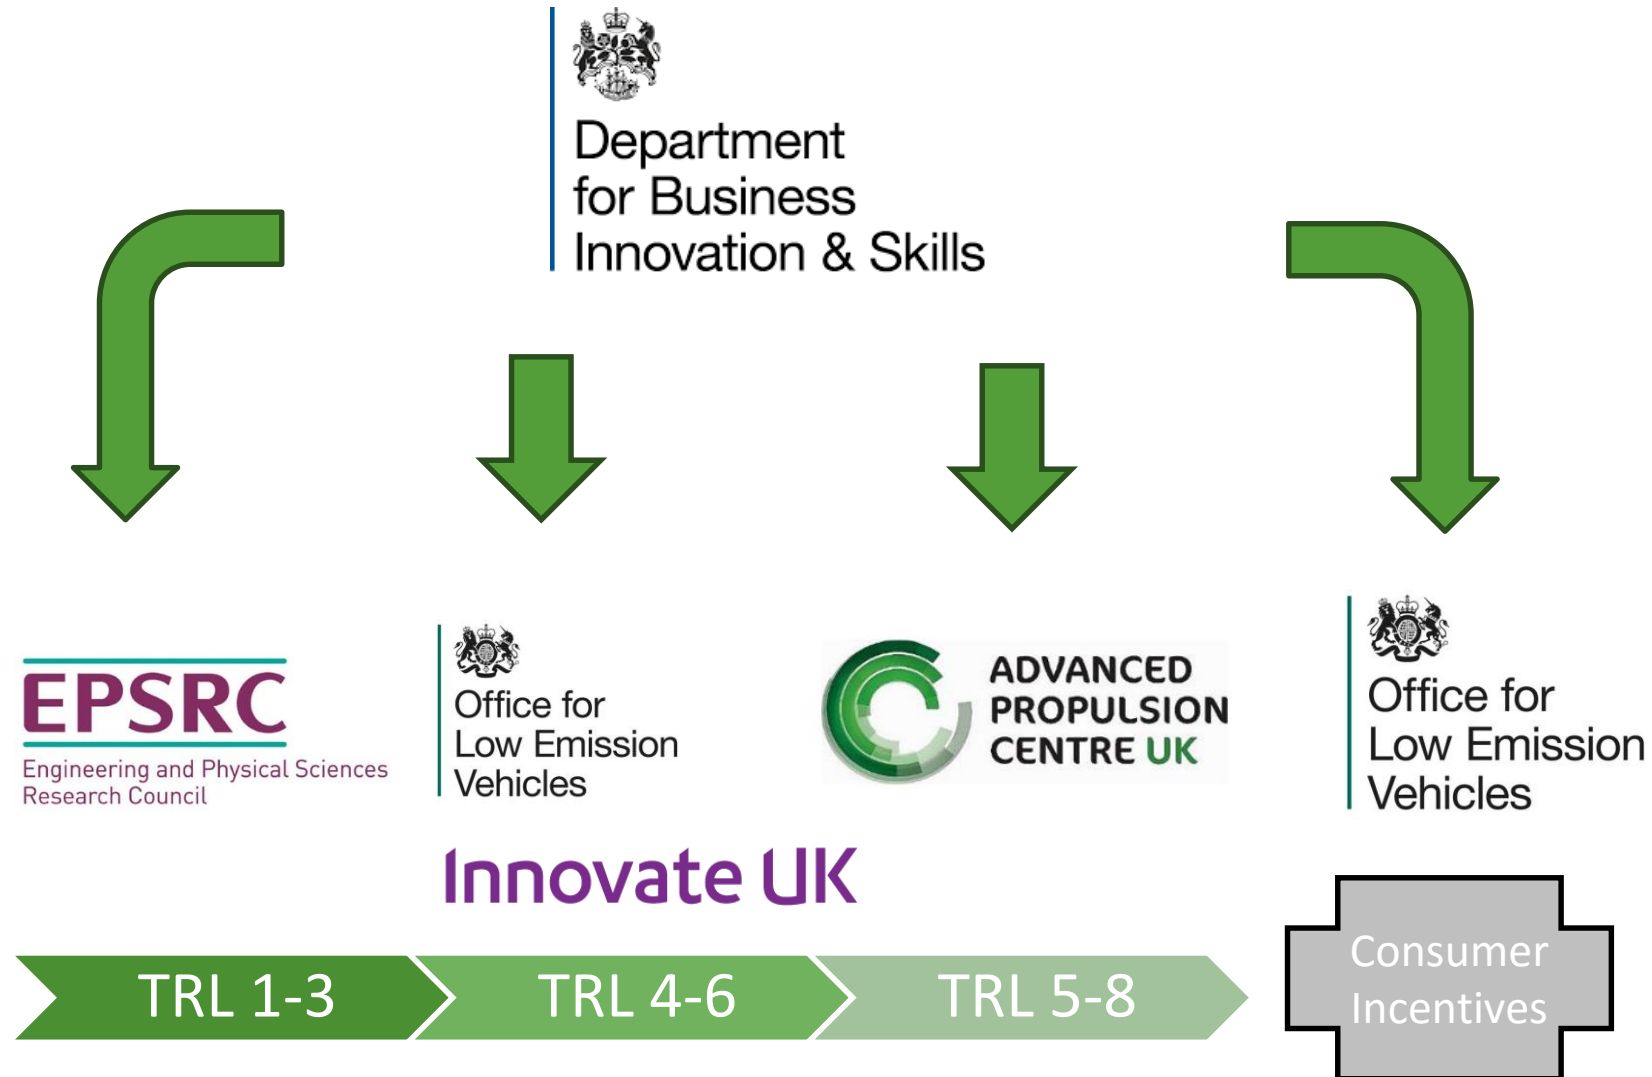 Department
for Business
Innovation & Skills
EPSRC
Engineering and Physical Sciences
Research Council
Office for
Low Emission
Vehicles
Innovate UK
ADVANCED
PROPULSION
CENTRE UK
Office for
Low Emission
Vehicles
TRL 1-3
TRL 4-6
TRL 5-8
Consumer
Incentives